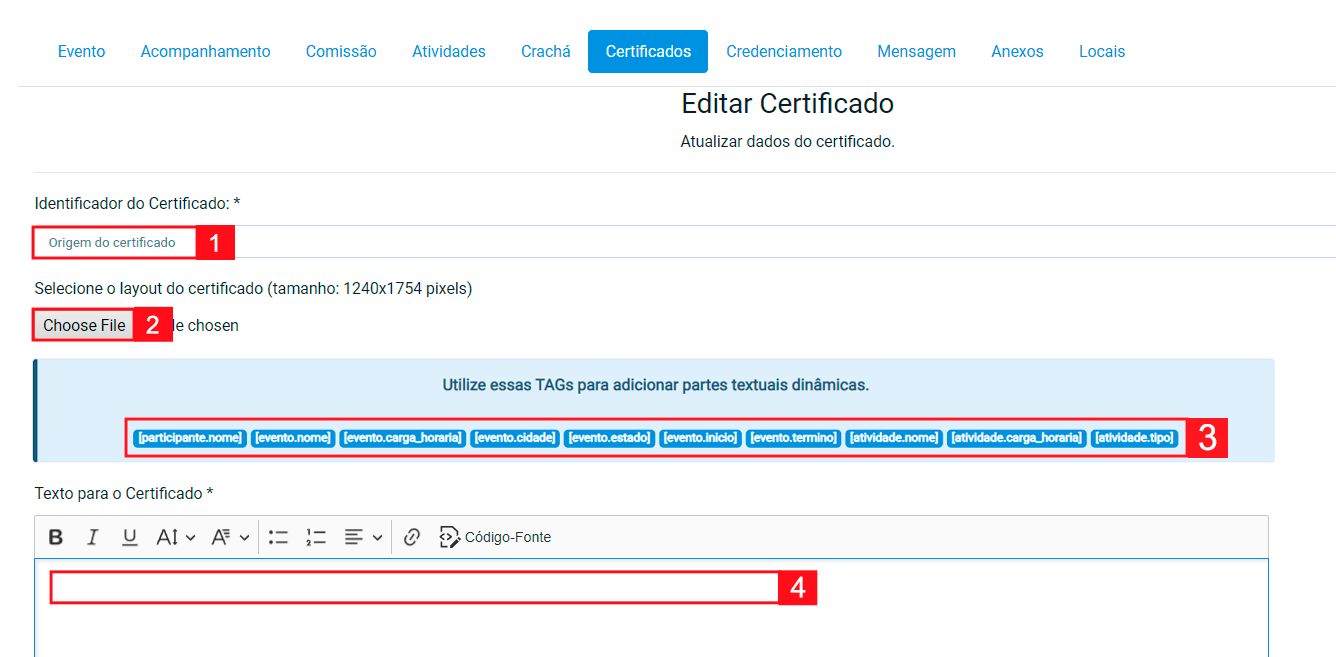 Evento Acompanhamento Comissão Atividades Crachá Certificados Credenciamento Mensagem Anexos Locais
Editar Certificado
Atualizar dados do certificado.
Identificador do Certificado: *
Origem do certificado 1
Selecione o layout do certificado (tamanho: 1240x1754 pixels)
Choose File 2 le chosen
Utilize essas TAGs para adicionar partes textuais dinâmicas.
[participante.nome] [evento.nome] [evento.carga_horaria] [evento.cidade] [evento.estado] [evento.inicio] [evento.termino] [atividade.nome] [atividade.carga_horaria] [atividade.tipo] 3
Texto para o Certificado *
B I U A A Código-Fonte
4